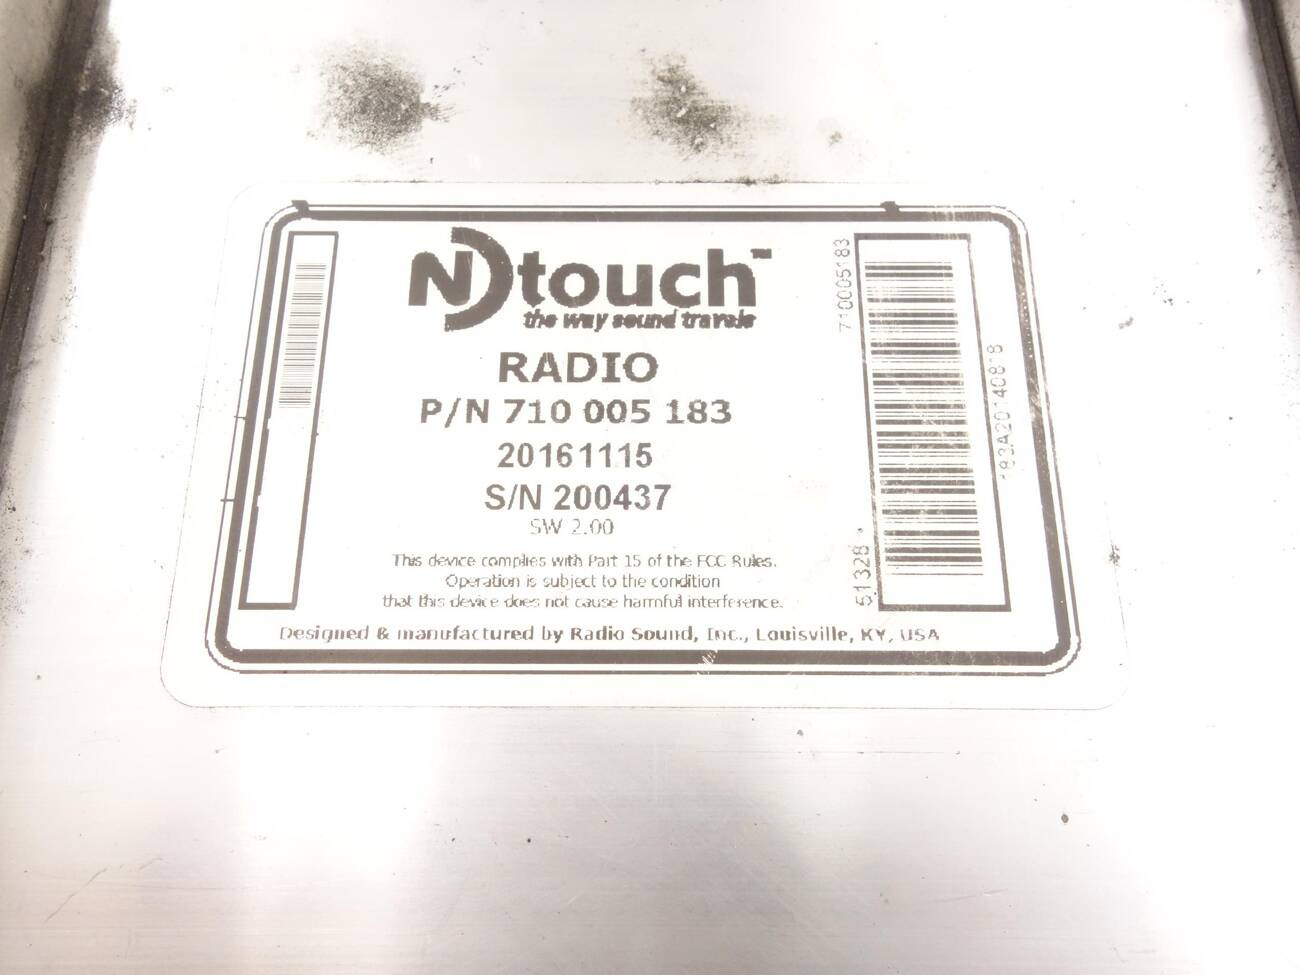 NDtouch™
the way sound travels
RADIO
P/N 710 005 183
20161115
S/N 200437
SW 2.00
This device complies with Part 15 of the FCC Rules.
Operation is subject to the condition
that this device does not cause harmful interference.
Designed & manufactured by Radio Sound, Inc., Louisville, KY, USA
710005183
51328